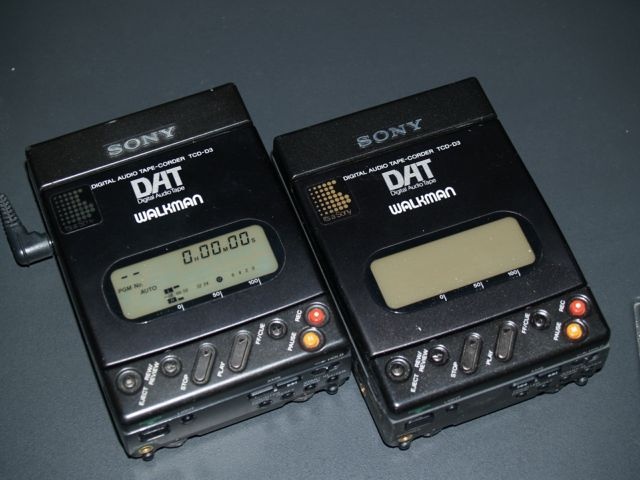 SONY
DIGITAL AUDIO TAPE-CORDER TCD-D3
DAT
Digital Audio Tape
WALKMAN
0H00M00S
PGM No.
AUTO
0 50 100
EJECT
REW/REVIEW
STOP
PLAY
FF/CUE
PAUSE
REC
SONY
DIGITAL AUDIO TAPE-CORDER TCD-D3
It's a Sony
DAT
Digital Audio Tape
WALKMAN
0 50 100
EJECT
REW/REVIEW
STOP
PLAY
FF/CUE
PAUSE
REC